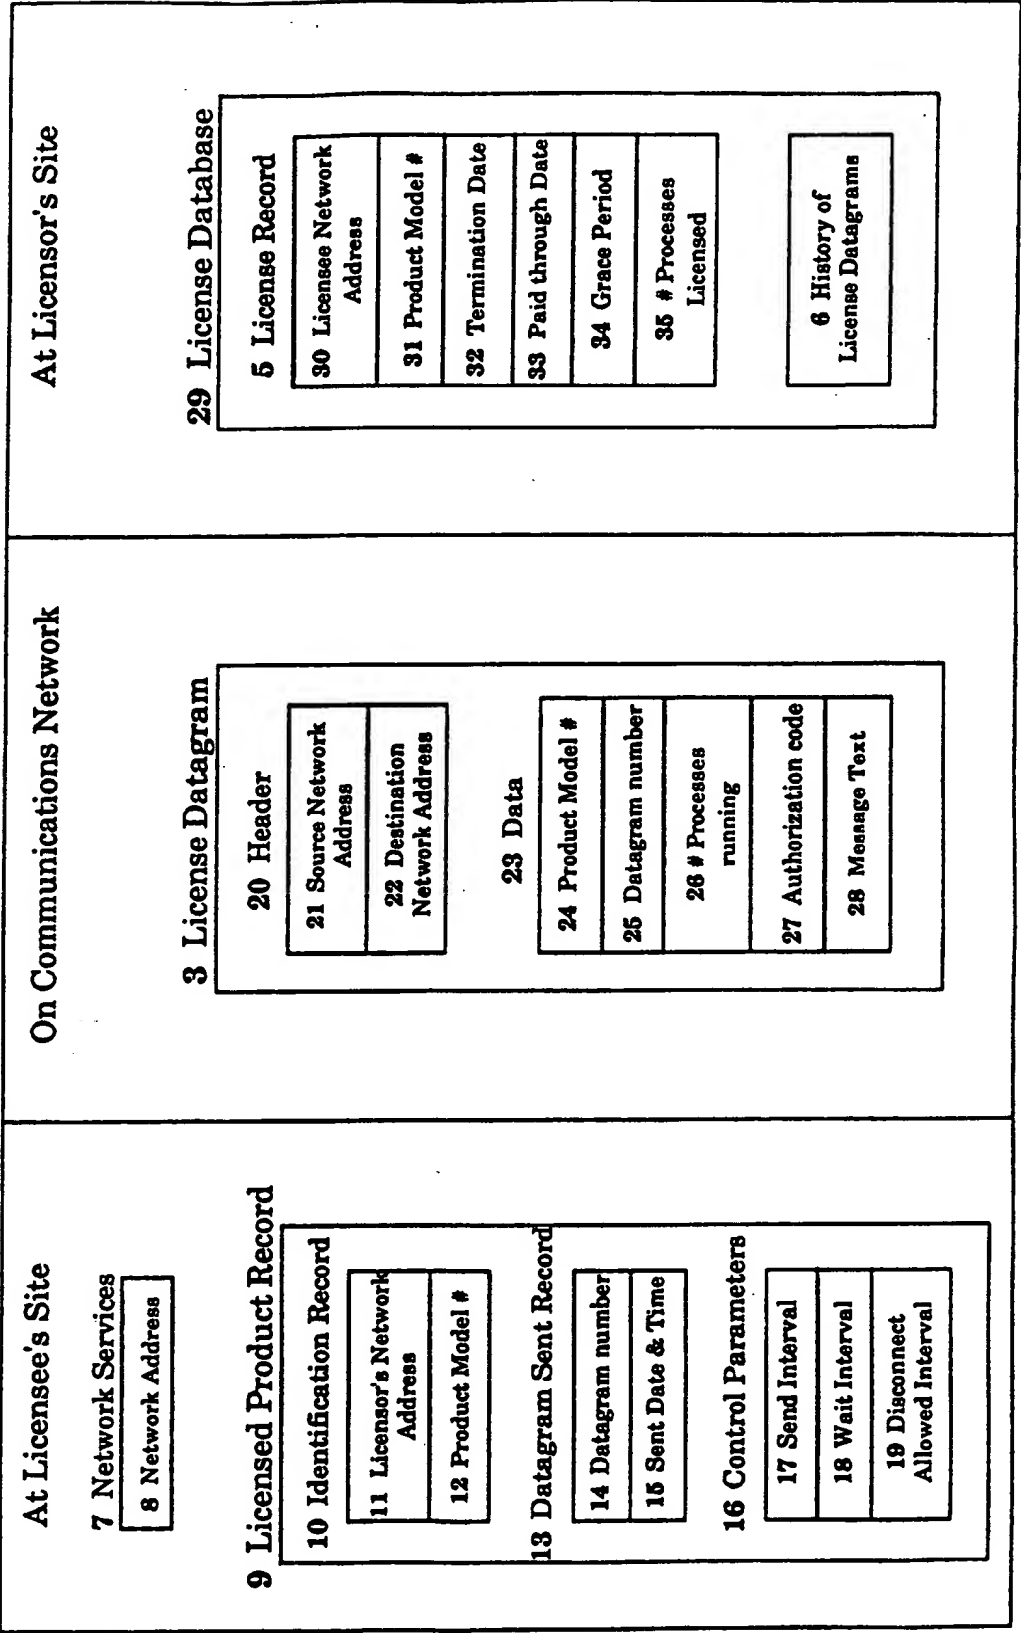 At Licensee's Site
7 Network Services
8 Network Address
9 Licensed Product Record
10 Identification Record
11 Licensor's Network
Address
12 Product Model #
13 Datagram Sent Record
14 Datagram number
15 Sent Date & Time
16 Control Parameters
17 Send Interval
18 Wait Interval
19 Disconnect
Allowed Interval
On Communications Network
3 License Datagram
20 Header
21 Source Network
Address
22 Destination
Network Address
23 Data
24 Product Model #
25 Datagram number
26 # Processes
running
27 Authorization code
28 Message Text
At Licensor's Site
29 License Database
5 License Record
30 Licensee Network
Address
31 Product Model #
32 Termination Date
33 Paid through Date
34 Grace Period
35 # Processes
Licensed
6 History of
License Datagrams